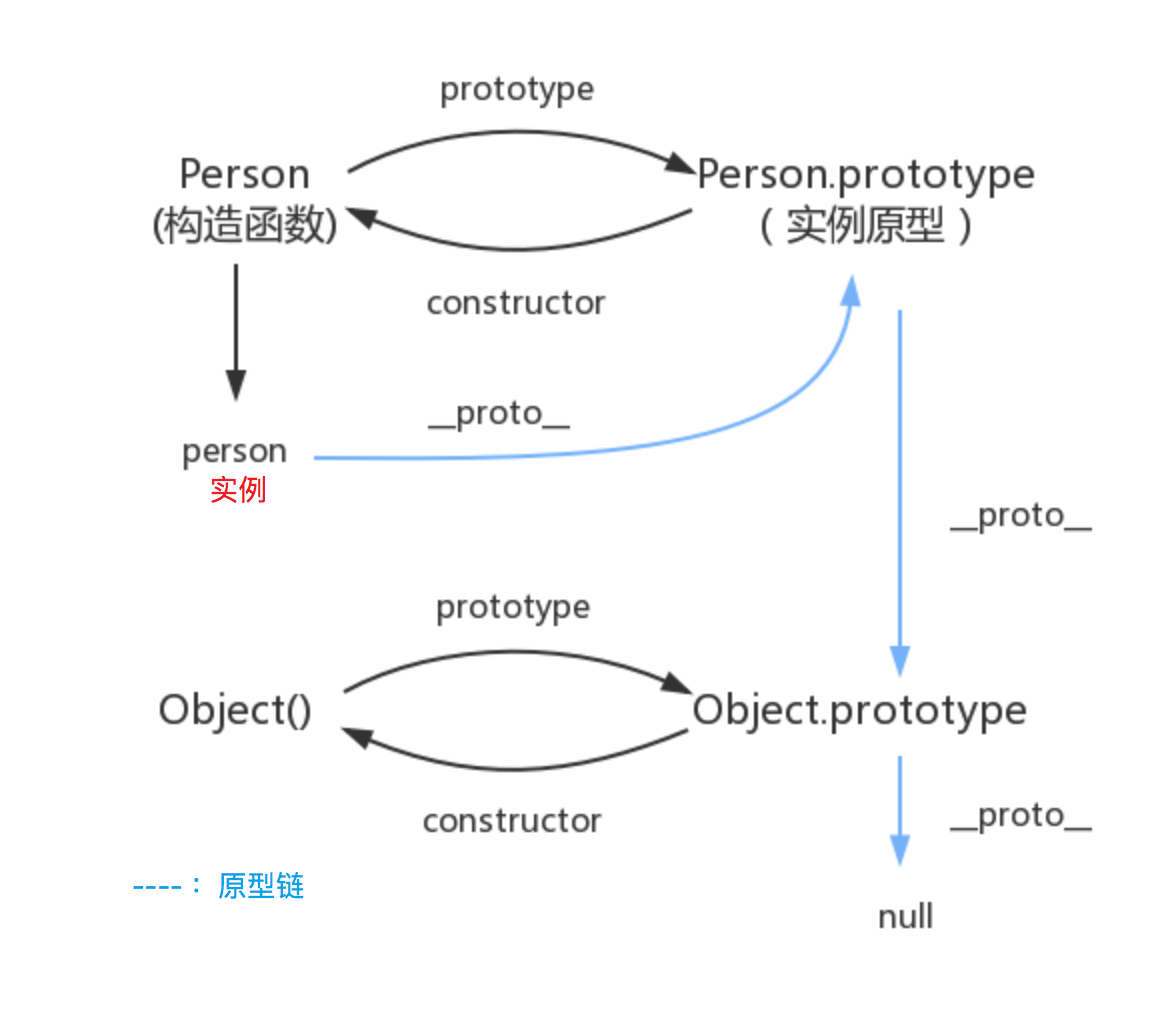 prototype
Person
Person.prototype
(构造函数)
（ 实例原型 ）
constructor
__proto__
person
实例
__proto__
prototype
Object()
Object.prototype
constructor
__proto__
---- ： 原型链
null